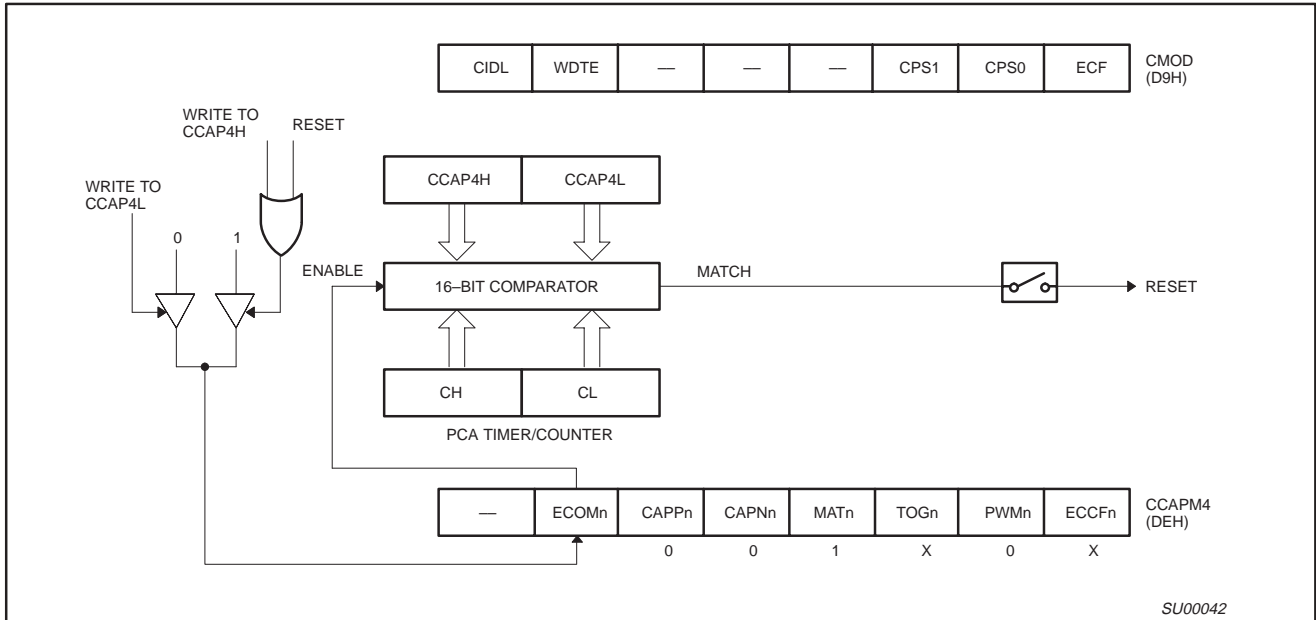 CIDL WDTE — — — CPS1 CPS0 ECF CMOD
(D9H)
WRITE TO
CCAP4H
RESET
CCAP4H CCAP4L
WRITE TO
CCAP4L
0 1
ENABLE
16–BIT COMPARATOR
MATCH
RESET
CH CL
PCA TIMER/COUNTER
— ECOMn CAPPn CAPNn MATn TOGn PWMn ECCFn CCAPM4
(DEH)
0 0 1 X 0 X
SU00042